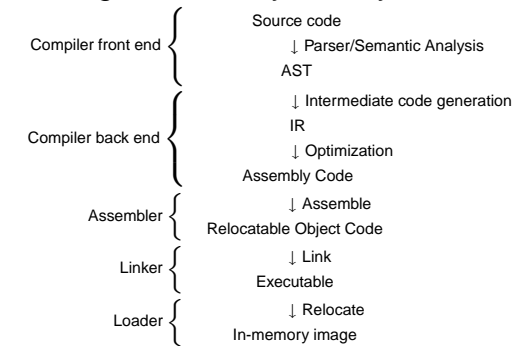 Source code
Compiler front end
↓ Parser/Semantic Analysis
AST
↓ Intermediate code generation
IR
Compiler back end
↓ Optimization
Assembly Code
Assembler
↓ Assemble
Relocatable Object Code
Linker
↓ Link
Executable
Loader
↓ Relocate
In-memory image